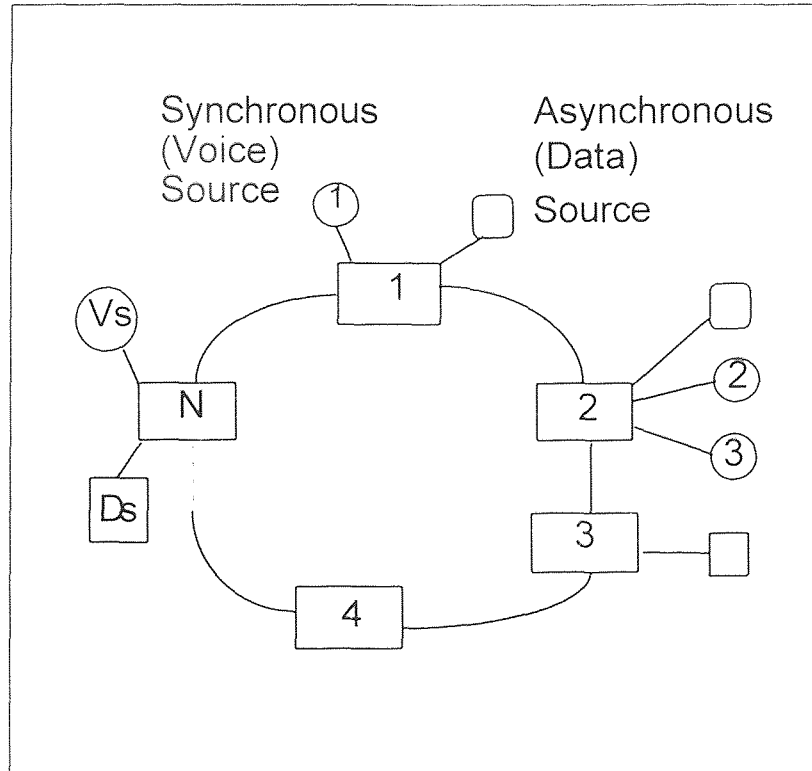 Synchronous
(Voice)
Source
Asynchronous
(Data)
Source
1
1
Vs
N
2
2
3
Ds
3
4